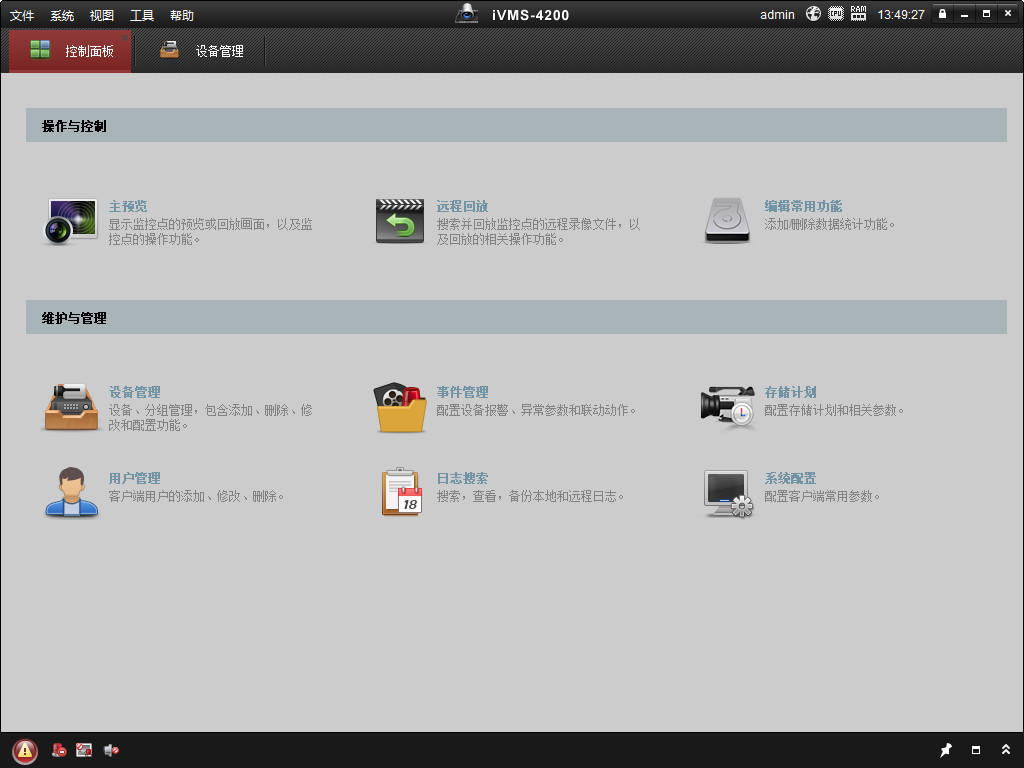 文件 系统 视图 工具 帮助 iVMS-4200 admin CPU RAM 13:49:27
控制面板 设备管理
操作与控制
主预览 远程回放 编辑常用功能
显示监控点的预览或回放画面，以及监 搜索并回放监控点的远程录像文件，以 添加/删除数据统计功能。
控点的操作功能。 及回放的相关操作功能。
维护与管理
设备管理 事件管理 存储计划
设备、分组管理，包含添加、删除、修 配置设备报警、异常参数和联动动作。 配置存储计划和相关参数。
改和配置功能。
用户管理 日志搜索 系统配置
客户端用户的添加、修改、删除。 搜索，查看，备份本地和远程日志。 配置客户端常用参数。
18